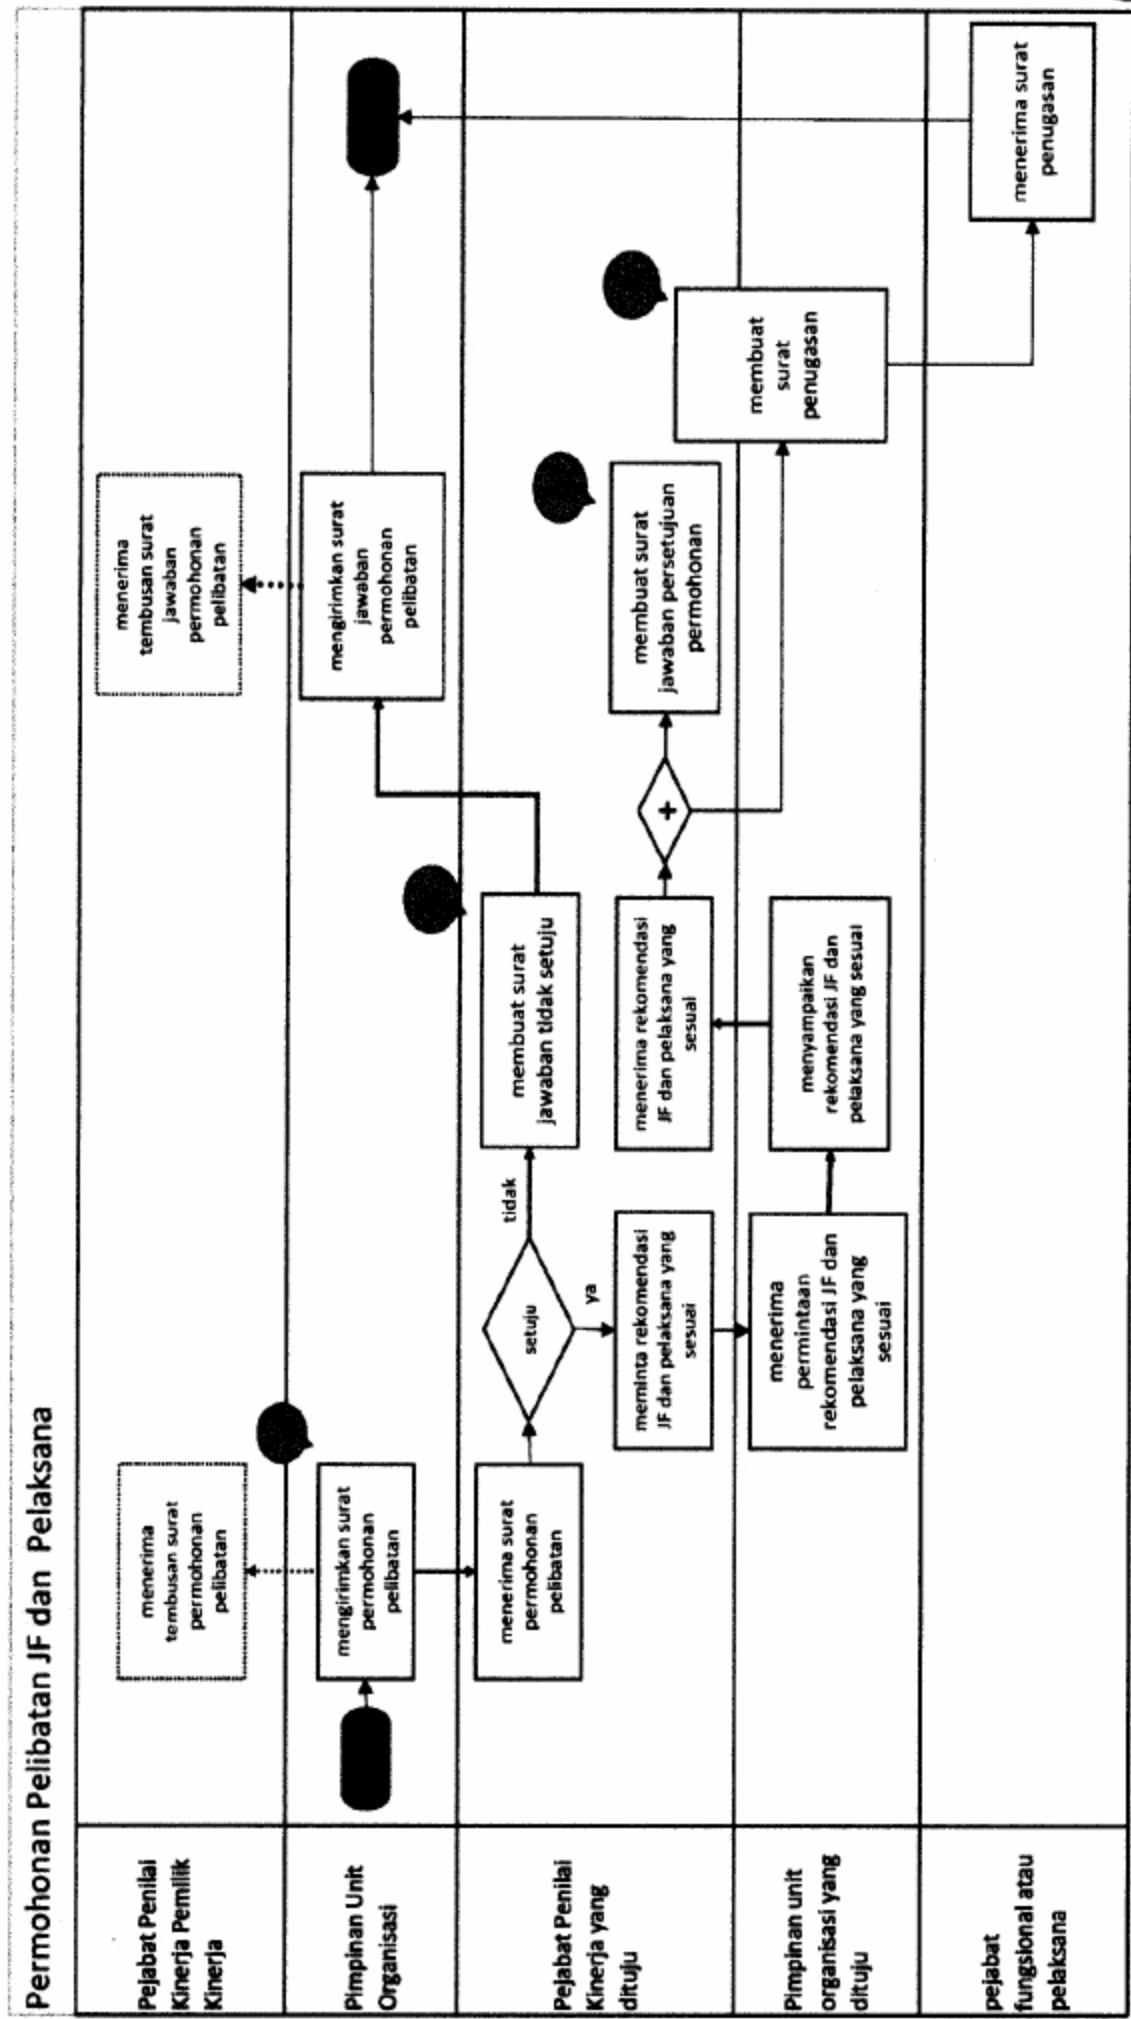 Permohonan Pelibatan JF dan Pelaksana
Pejabat Penilai
Kinerja Pemilik
Kinerja
menerima
tembusan surat
permohonan
pelibatan
menerima
tembusan surat
jawaban
permohonan
pelibatan
Pimpinan Unit
Organisasi
mengirimkan surat
permohonan
pelibatan
mengirimkan surat
jawaban
permohonan
pelibatan
Pejabat Penilai
Kinerja yang
dituju
menerima surat
permohonan
pelibatan
setuju
tidak
ya
membuat surat
jawaban tidak setuju
meminta rekomendasi
JF dan pelaksana yang
sesuai
menerima rekomendasi
JF dan pelaksana yang
sesuai
+
membuat surat
jawaban persetujuan
permohonan
Pimpinan unit
organisasi yang
dituju
menerima
permintaan
rekomendasi JF dan
pelaksana yang
sesuai
menyampaikan
rekomendasi JF dan
pelaksana yang sesuai
membuat
surat
penugasan
pejabat
fungsional atau
pelaksana
menerima surat
penugasan